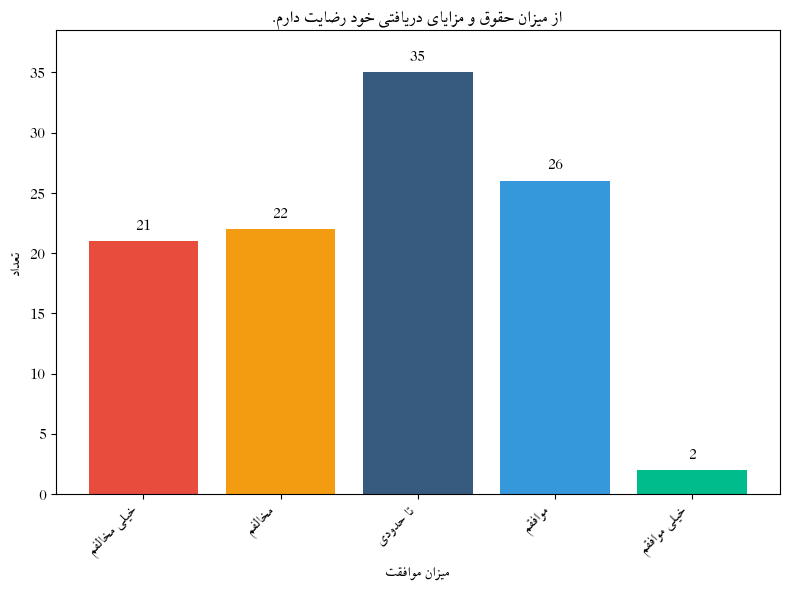 از میزان حقوق و مزایای دریافتی خود رضایت دارم.
35
30
25
20
15
10
5
0
تعداد
21
22
35
26
2
خیلی مخالفم
مخالفم
تا حدودی
موافقم
خیلی موافقم
میزان موافقت